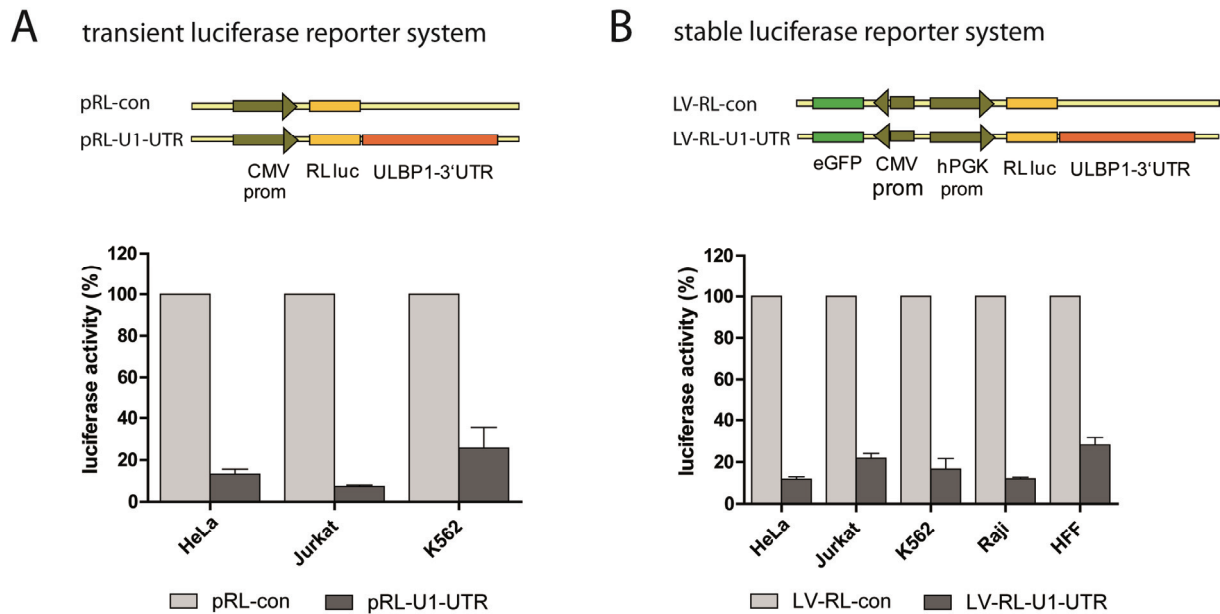 A transient luciferase reporter system
pRL-con
pRL-U1-UTR
CMV RL luc ULBP1-3'UTR
prom
luciferase activity (%)
120
100
80
60
40
20
0
HeLa
Jurkat
K562
pRL-con pRL-U1-UTR
B stable luciferase reporter system
LV-RL-con
LV-RL-U1-UTR
eGFP CMV hPGK RLluc ULBP1-3'UTR
prom prom
luciferase activity (%)
120
100
80
60
40
20
0
HeLa
Jurkat
K562
Raji
HFF
LV-RL-con LV-RL-U1-UTR